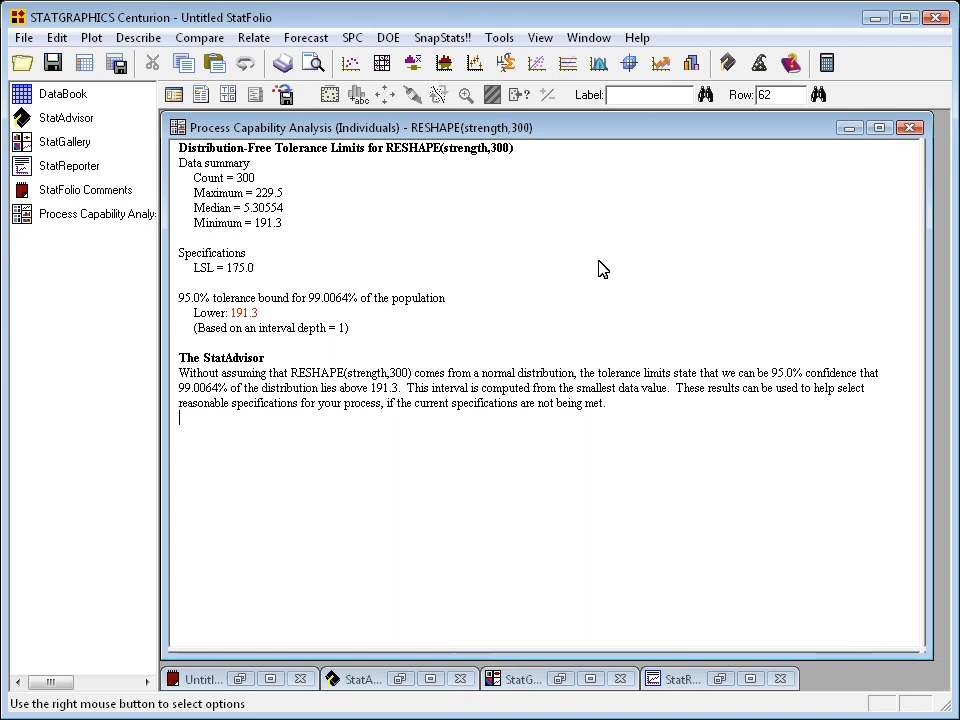 STATGRAPHICS Centurion - Untitled StatFolio
File Edit Plot Describe Compare Relate Forecast SPC DOE SnapStats!! Tools View Window Help
Label: Row: 62
DataBook
StatAdvisor
StatGallery
StatReporter
StatFolio Comments
Process Capability Analy
Process Capability Analysis (Individuals) - RESHAPE(strength,300)
Distribution-Free Tolerance Limits for RESHAPE(strength,300)
Data summary
Count = 300
Maximum = 229.5
Median = 5.30554
Minimum = 191.3
Specifications
LSL = 175.0
95.0% tolerance bound for 99.0064% of the population
Lower: 191.3
(Based on an interval depth = 1)
The StatAdvisor
Without assuming that RESHAPE(strength,300) comes from a normal distribution, the tolerance limits state that we can be 95.0% confidence that
99.0064% of the distribution lies above 191.3.  This interval is computed from the smallest data value.  These results can be used to help select
reasonable specifications for your process, if the current specifications are not being met.
Untitl... StatA... StatG... StatR...
Use the right mouse button to select options